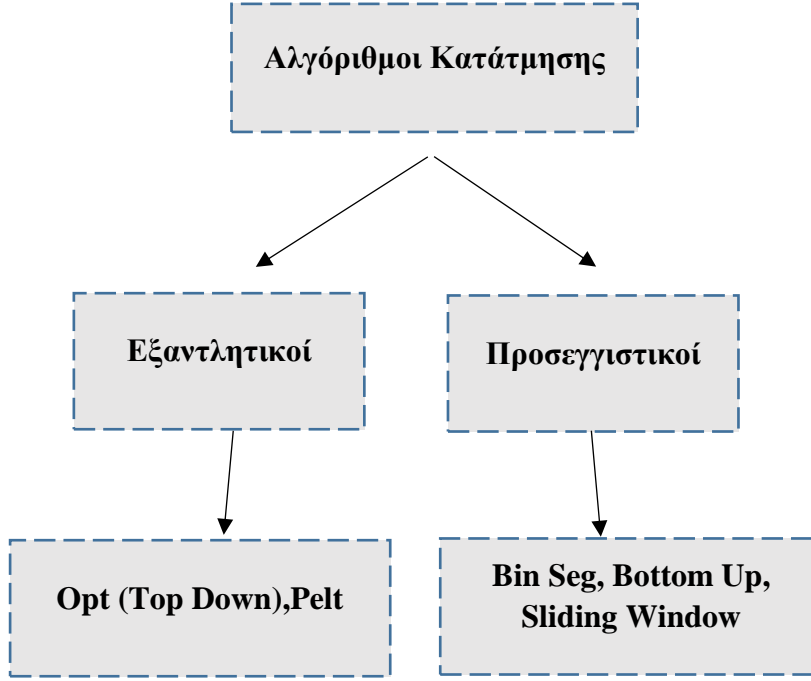 Αλγόριθμοι Κατάτμησης
Εξαντλητικοί
Προσεγγιστικοί
Opt (Top Down),Pelt
Bin Seg, Bottom Up,
Sliding Window